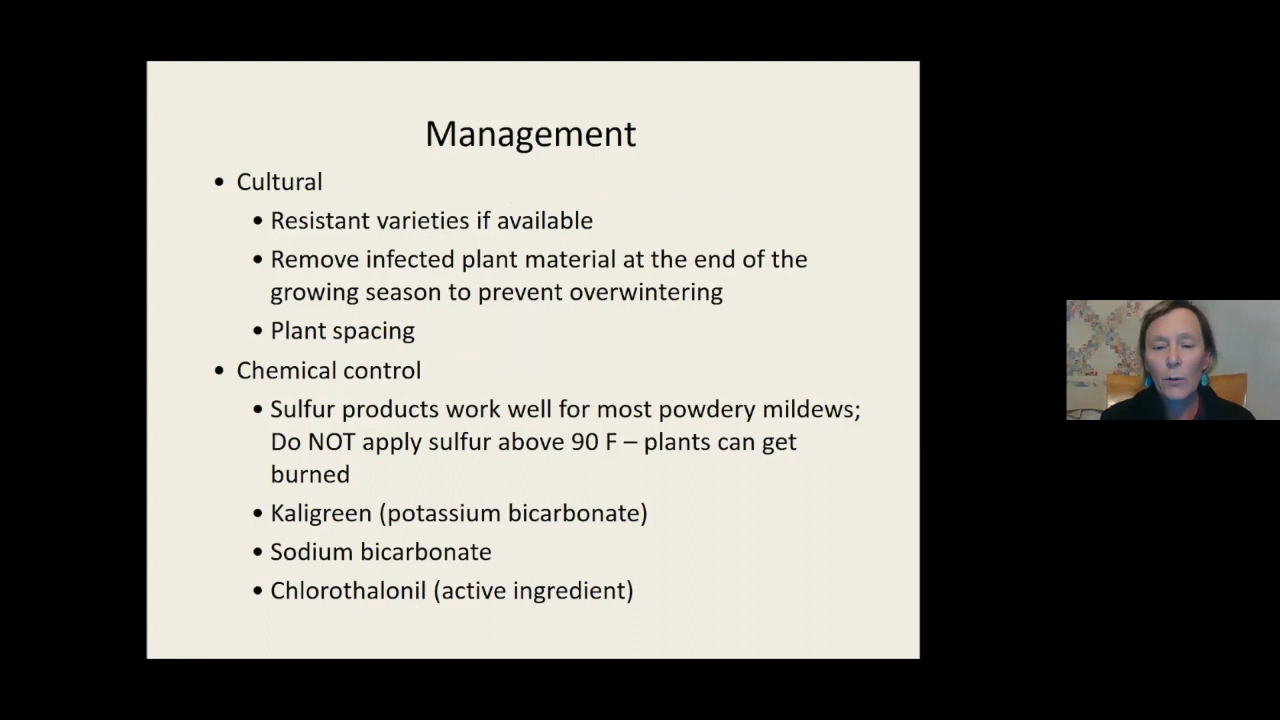 Management
• Cultural
• Resistant varieties if available
• Remove infected plant material at the end of the
growing season to prevent overwintering
• Plant spacing
• Chemical control
• Sulfur products work well for most powdery mildews;
Do NOT apply sulfur above 90 F – plants can get
burned
• Kaligreen (potassium bicarbonate)
• Sodium bicarbonate
• Chlorothalonil (active ingredient)